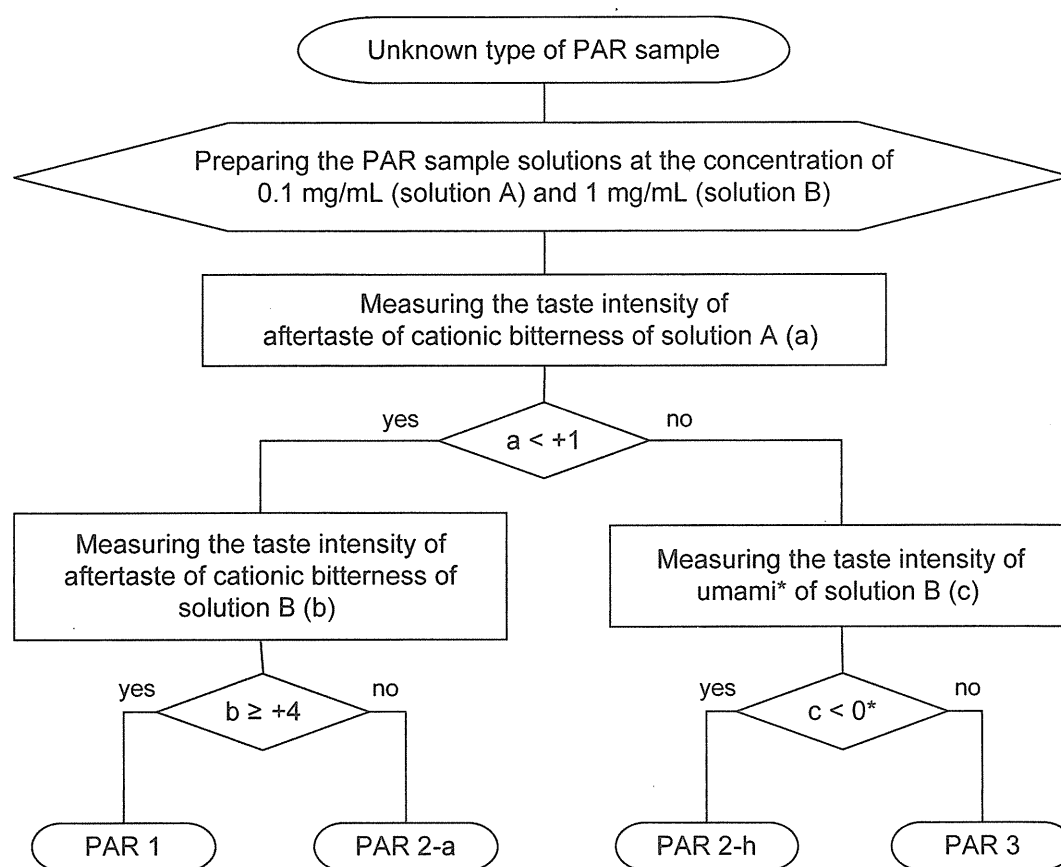 Unknown type of PAR sample
Preparing the PAR sample solutions at the concentration of
0.1 mg/mL (solution A) and 1 mg/mL (solution B)
Measuring the taste intensity of
aftertaste of cationic bitterness of solution A (a)
yes
a < +1
no
Measuring the taste intensity of
aftertaste of cationic bitterness of
solution B (b)
Measuring the taste intensity of
umami* of solution B (c)
yes
b ≥ +4
no
yes
c < 0*
no
PAR 1
PAR 2-a
PAR 2-h
PAR 3